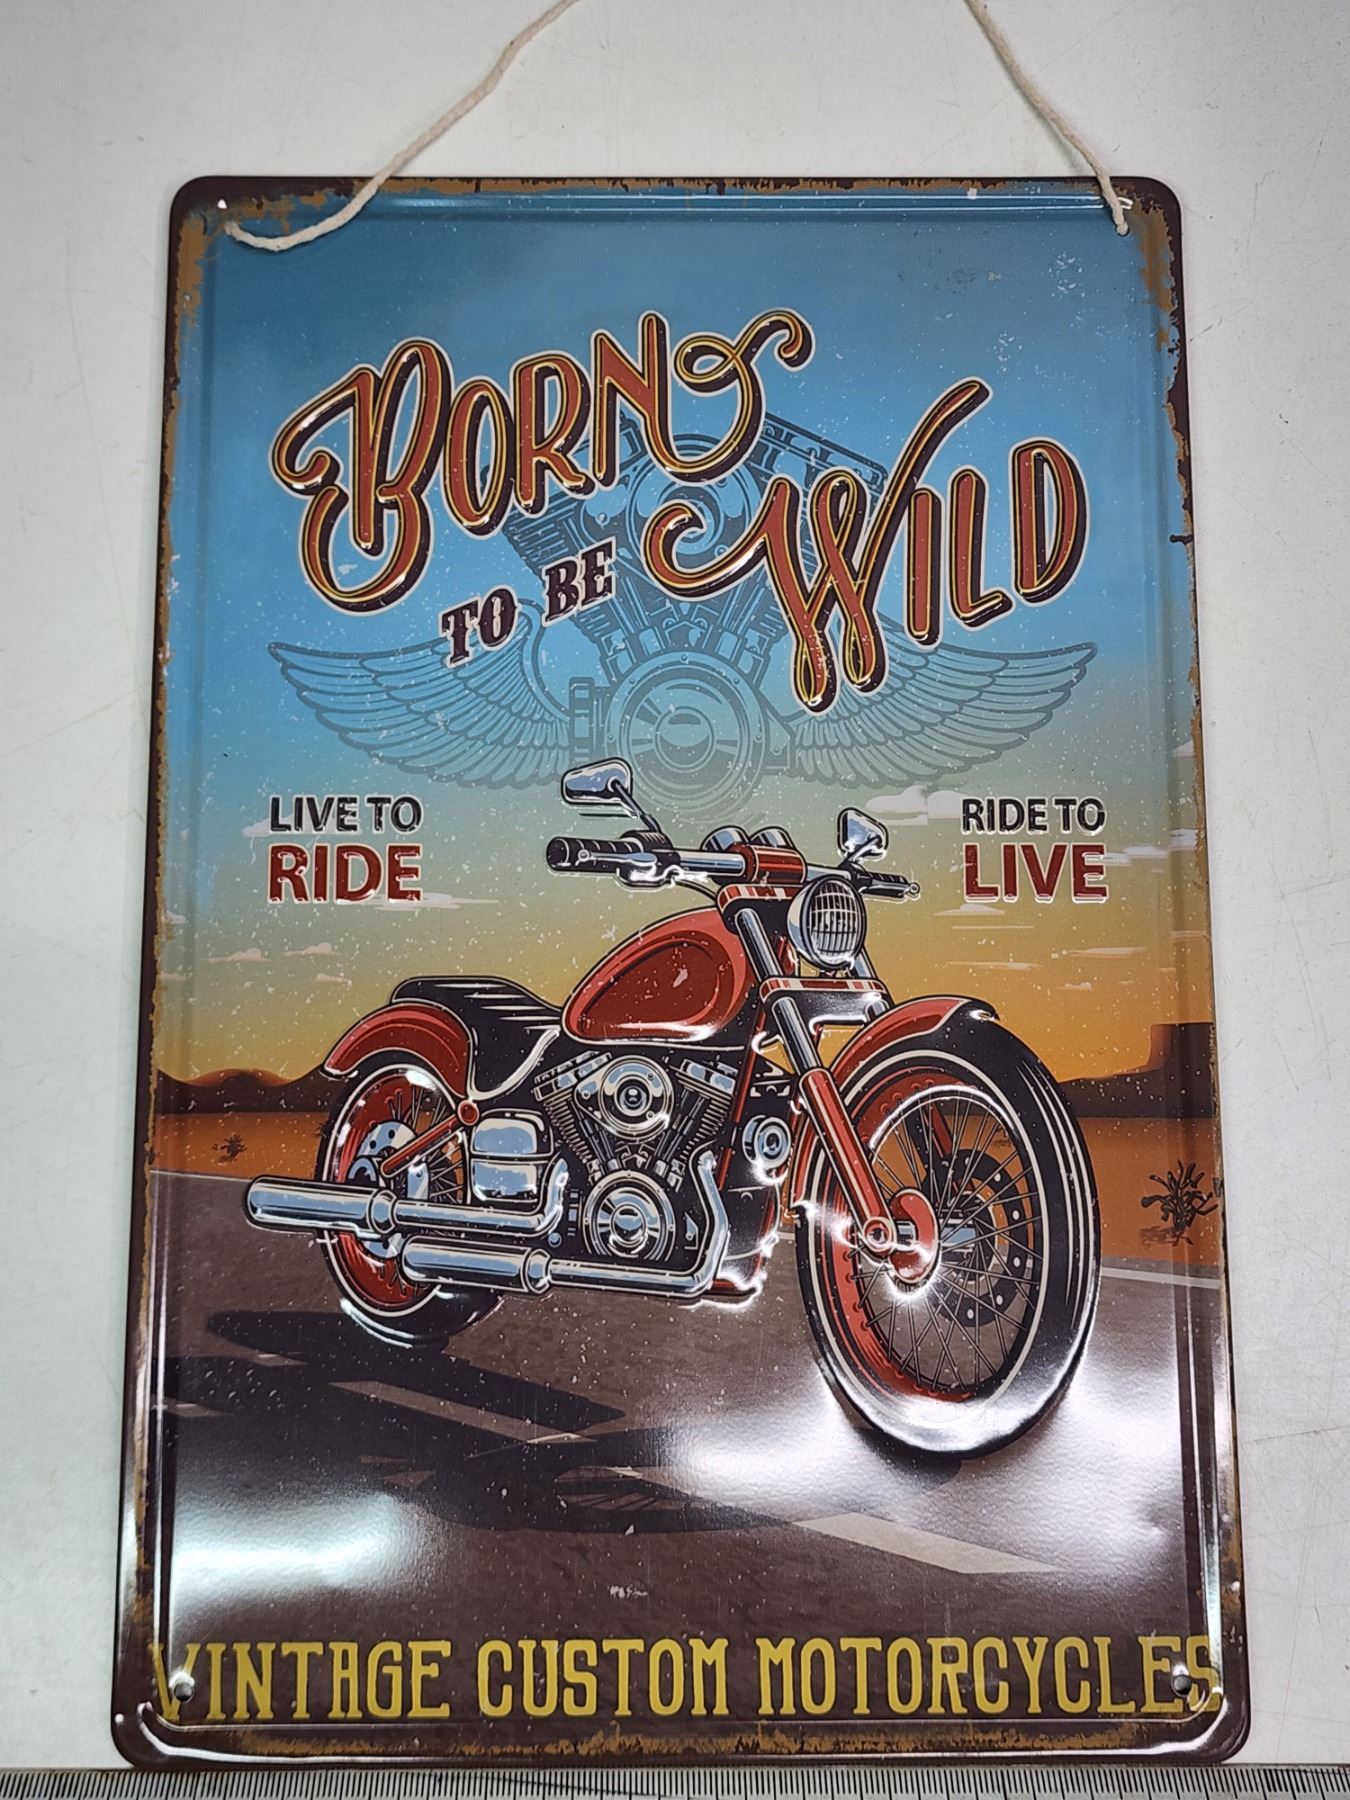 BORN
TO BE
WILD
LIVE TO
RIDE
RIDE TO
LIVE
VINTAGE CUSTOM MOTORCYCLES